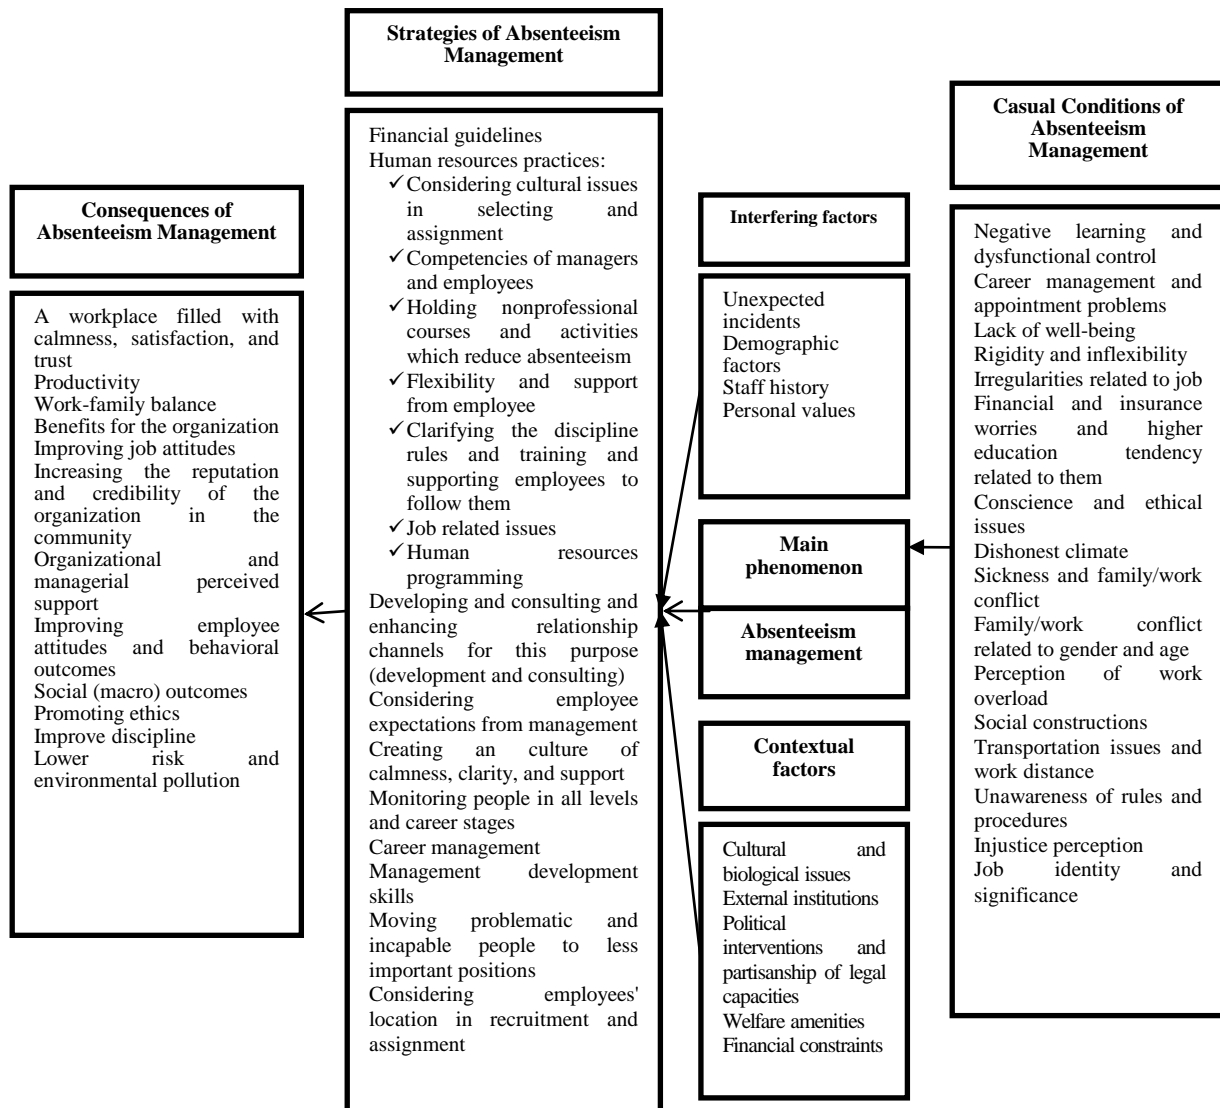 Strategies of Absenteeism
Management
Financial guidelines
Human resources practices:
✓Considering cultural issues
in selecting and
assignment
✓Competencies of managers
and employees
✓Holding nonprofessional
courses and activities
which reduce absenteeism
✓Flexibility and support
from employee
✓Clarifying the discipline
rules and training and
supporting employees to
follow them
✓Job related issues
✓Human resources
programming
Developing and consulting and
enhancing relationship
channels for this purpose
(development and consulting)
Considering employee
expectations from management
Creating an culture of
calmness, clarity, and support
Monitoring people in all levels
and career stages
Career management
Management development
skills
Moving problematic and
incapable people to less
important positions
Considering employees'
location in recruitment and
assignment
Consequences of
Absenteeism Management
A workplace filled with
calmness, satisfaction, and
trust
Productivity
Work-family balance
Benefits for the organization
Improving job attitudes
Increasing the reputation
and credibility of the
organization in the
community
Organizational and
managerial perceived
support
Improving employee
attitudes and behavioral
outcomes
Social (macro) outcomes
Promoting ethics
Improve discipline
Lower risk and
environmental pollution
Interfering factors
Unexpected
incidents
Demographic
factors
Staff history
Personal values
Main
phenomenon
Absenteeism
management
Contextual
factors
Cultural and
biological issues
External institutions
Political
interventions and
partisanship of legal
capacities
Welfare amenities
Financial constraints
Casual Conditions of
Absenteeism
Management
Negative learning and
dysfunctional control
Career management and
appointment problems
Lack of well-being
Rigidity and inflexibility
Irregularities related to job
Financial and insurance
worries and higher
education tendency
related to them
Conscience and ethical
issues
Dishonest climate
Sickness and family/work
conflict
Family/work conflict
related to gender and age
Perception of work
overload
Social constructions
Transportation issues and
work distance
Unawareness of rules and
procedures
Injustice perception
Job identity and
significance